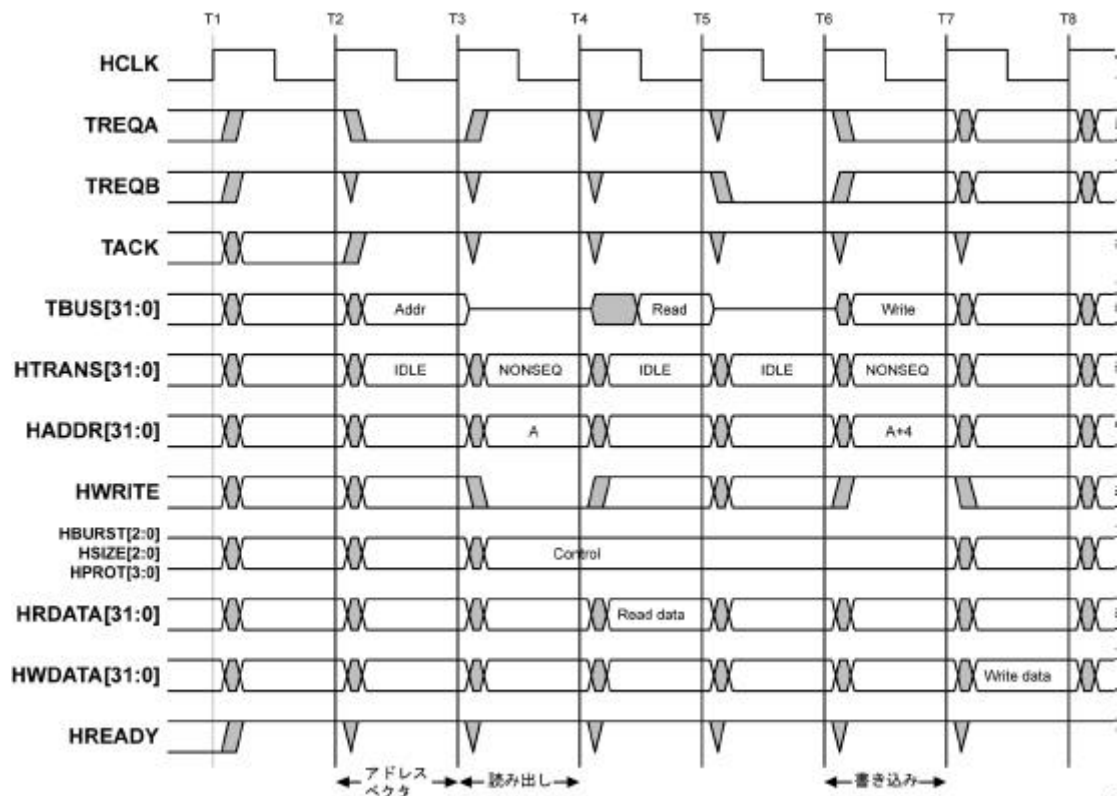 T1 T2 T3 T4 T5 T6 T7 T8
HCLK
TREQA
TREQB
TACK
TBUS[31:0] Addr Read Write
HTRANS[31:0] IDLE NONSEQ IDLE IDLE NONSEQ
HADDR[31:0] A A+4
HWRITE
HBURST[2:0]
HSIZE[2:0] Control
HPROT[3:0]
HRDATA[31:0] Read data
HWDATA[31:0] Write data
HREADY
アドレス 読み出し 書き込み
ベクタ